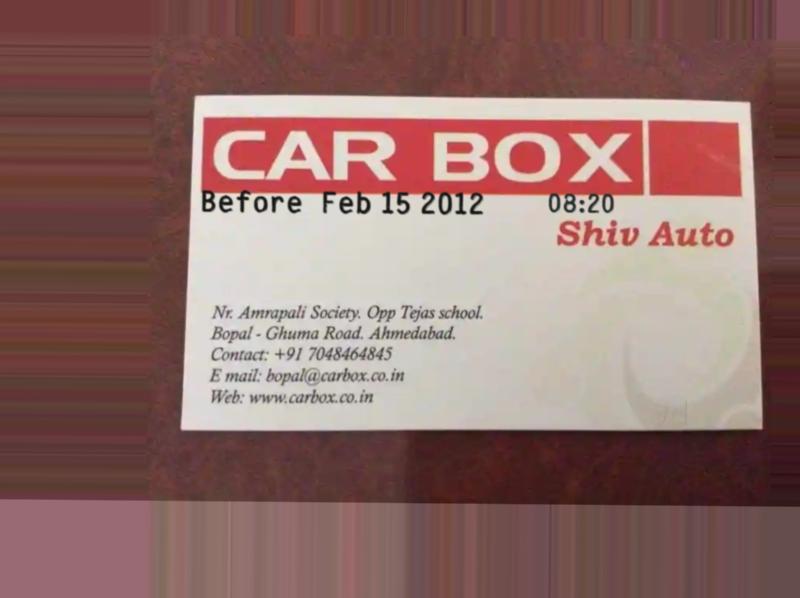 CAR BOX
Before Feb 15 2012 08:20
Shiv Auto
Nr. Amrapali Society. Opp Tejas school.
Bopal - Ghuma Road. Ahmedabad.
Contact: +91 7048464845
E mail: bopal@carbox.co.in
Web: www.carbox.co.in